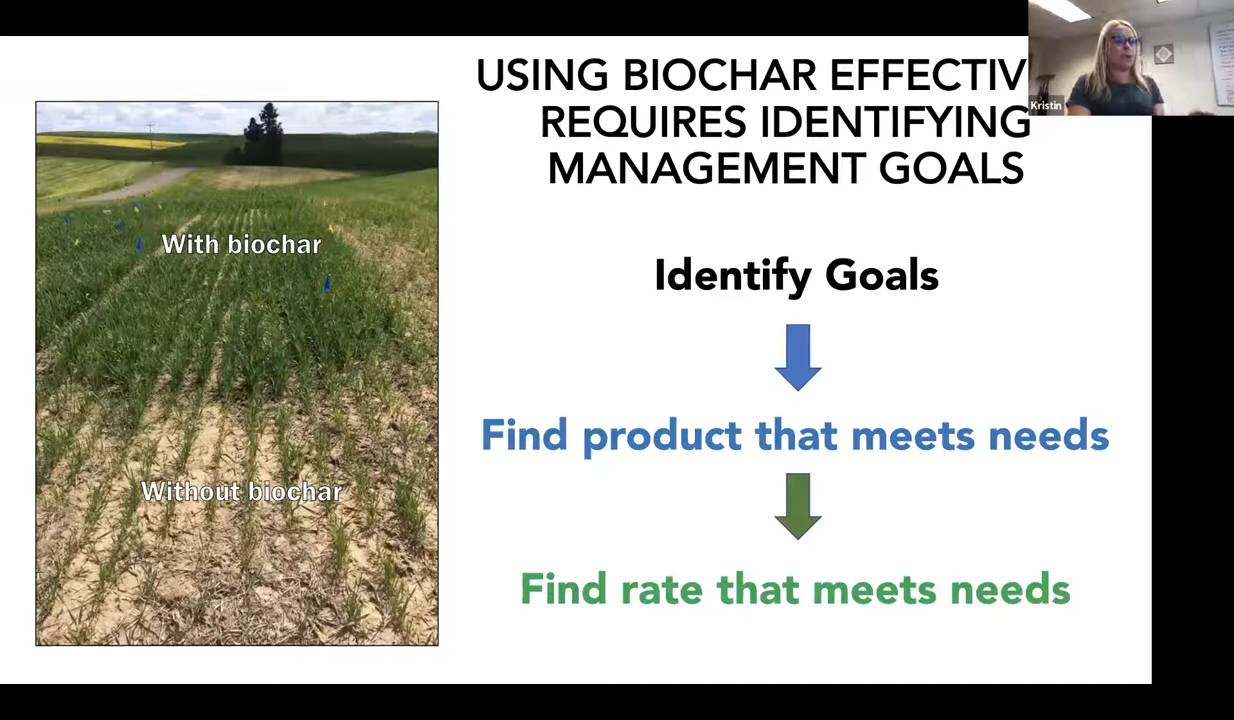 USING BIOCHAR EFFECTIV
REQUIRES IDENTIFYING
MANAGEMENT GOALS
Kristin
With biochar
Without biochar
Identify Goals
Find product that meets needs
Find rate that meets needs